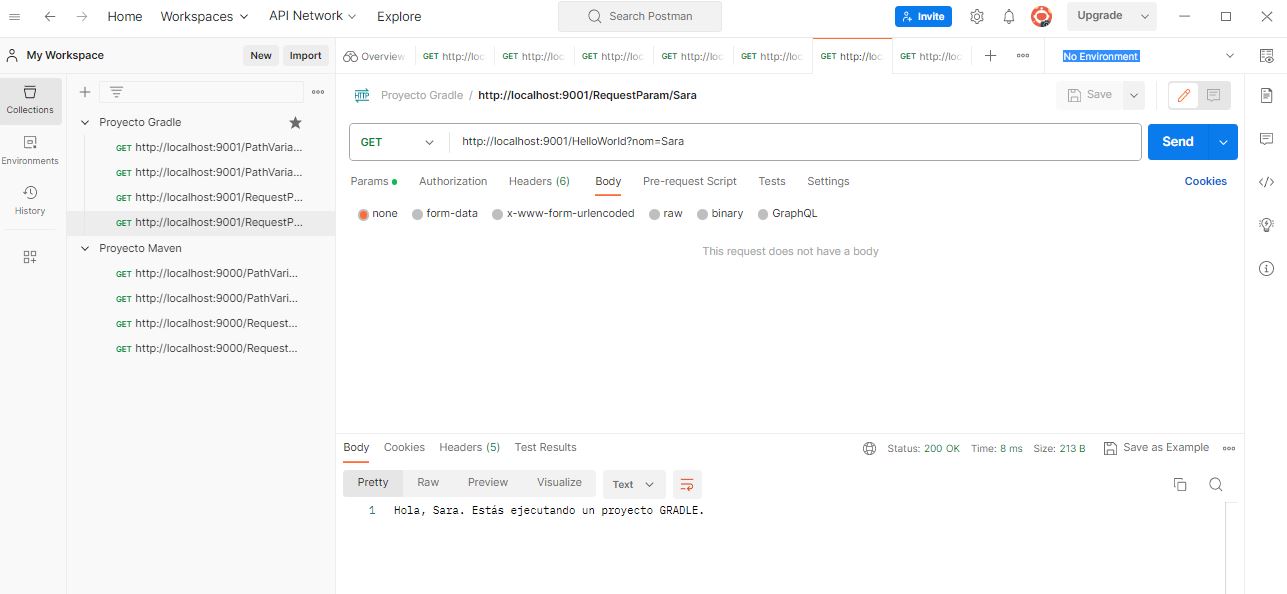 Home Workspaces API Network Explore Search Postman Invite Upgrade
My Workspace New Import Overview GET http://loc GET http://loc GET http://loc GET http://loc GET http://loc GET http://loc GET http://loc No Environment
Collections
Environments
History
Proyecto Gradle
GET http://localhost:9001/PathVaria...
GET http://localhost:9001/PathVaria...
GET http://localhost:9001/RequestP...
GET http://localhost:9001/RequestP...
Proyecto Maven
GET http://localhost:9000/PathVari...
GET http://localhost:9000/PathVari...
GET http://localhost:9000/Request...
GET http://localhost:9000/Request...
HTTP Proyecto Gradle / http://localhost:9001/RequestParam/Sara Save
GET http://localhost:9001/HelloWorld?nom=Sara Send
Params Authorization Headers (6) Body Pre-request Script Tests Settings Cookies
none form-data x-www-form-urlencoded raw binary GraphQL
This request does not have a body
Body Cookies Headers (5) Test Results Status: 200 OK Time: 8 ms Size: 213 B Save as Example
Pretty Raw Preview Visualize Text
1 Hola, Sara. Estás ejecutando un proyecto GRADLE.